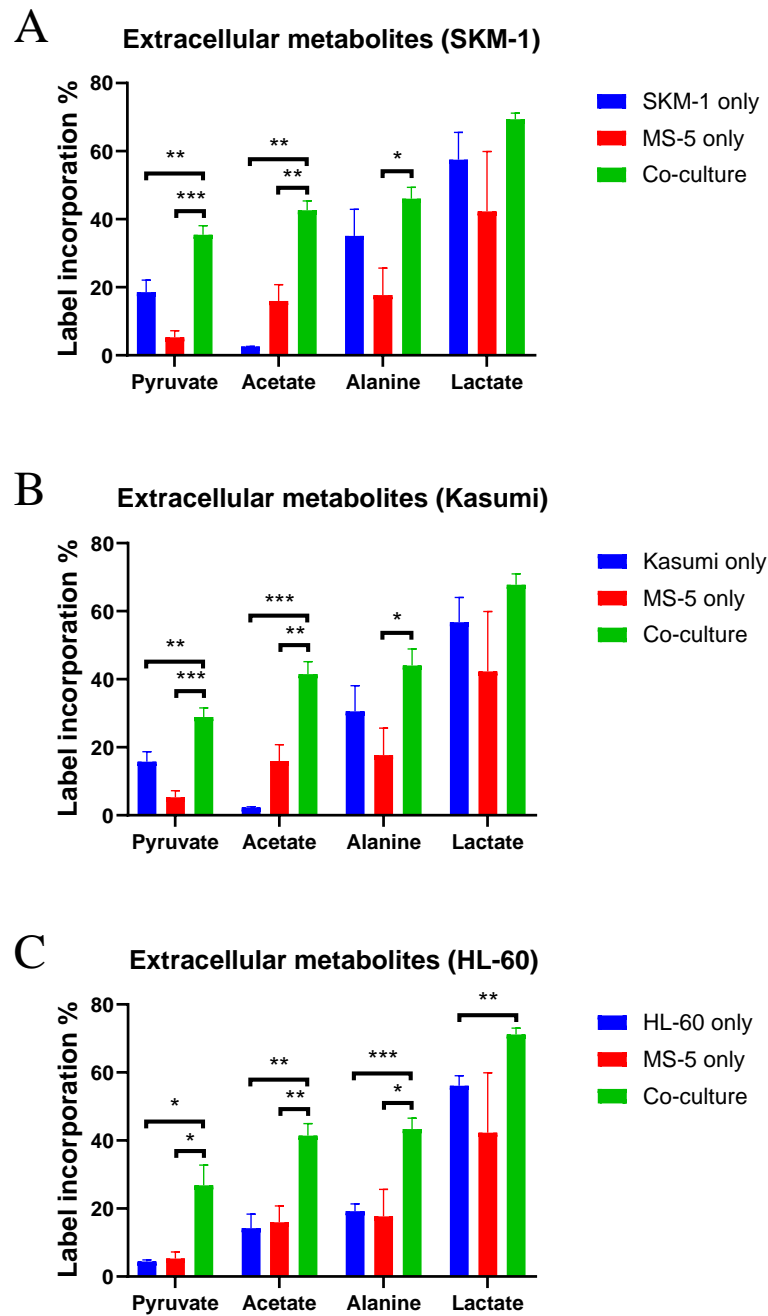 A
Extracellular metabolites (SKM-1)
Label incorporation %
80
60
40
20
0
** *** ** ** *
Pyruvate Acetate Alanine Lactate
SKM-1 only
MS-5 only
Co-culture
B
Extracellular metabolites (Kasumi)
Label incorporation %
80
60
40
20
0
** *** *** ** *
Pyruvate Acetate Alanine Lactate
Kasumi only
MS-5 only
Co-culture
C
Extracellular metabolites (HL-60)
Label incorporation %
80
60
40
20
0
* * ** ** *** * **
Pyruvate Acetate Alanine Lactate
HL-60 only
MS-5 only
Co-culture